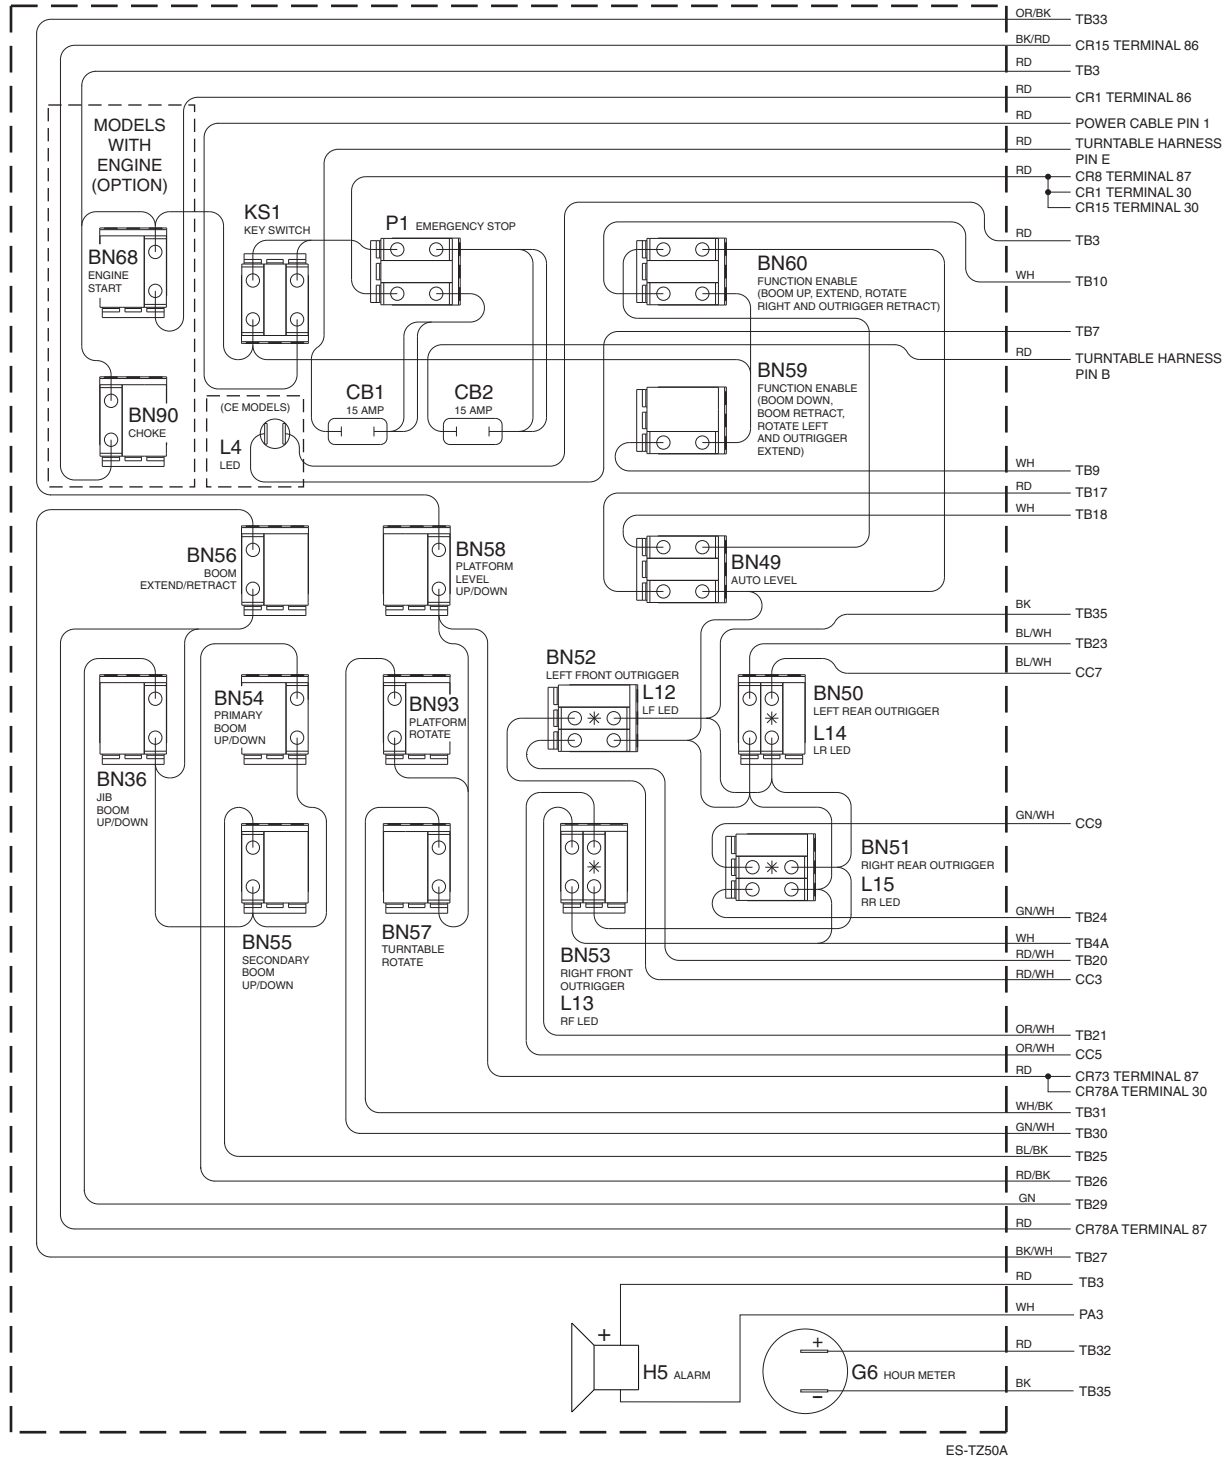 OR/BK TB33
BK/RD CR15 TERMINAL 86
RD TB3
RD CR1 TERMINAL 86
RD POWER CABLE PIN 1
RD TURNTABLE HARNESS
PIN E
RD CR8 TERMINAL 87
CR1 TERMINAL 30
CR15 TERMINAL 30
RD TB3
WH TB10
TB7
RD TURNTABLE HARNESS
PIN B
MODELS
WITH
ENGINE
(OPTION)
BN68
ENGINE
START
BN90
CHOKE
KS1
KEY SWITCH
P1 EMERGENCY STOP
CB1
15 AMP
CB2
15 AMP
(CE MODELS)
L4
LED
BN60
FUNCTION ENABLE
(BOOM UP, EXTEND, ROTATE
RIGHT AND OUTRIGGER RETRACT)
BN59
FUNCTION ENABLE
(BOOM DOWN,
BOOM RETRACT,
ROTATE LEFT
AND OUTRIGGER
EXTEND)
WH TB9
RD TB17
WH TB18
BN56
BOOM
EXTEND/RETRACT
BN58
PLATFORM
LEVEL
UP/DOWN
BN49
AUTO LEVEL
BK TB35
BL/WH TB23
BL/WH CC7
BN36
JIB
BOOM
UP/DOWN
BN54
PRIMARY
BOOM
UP/DOWN
BN93
PLATFORM
ROTATE
BN52
LEFT FRONT OUTRIGGER
L12
LF LED
BN50
LEFT REAR OUTRIGGER
L14
LR LED
GN/WH CC9
BN55
SECONDARY
BOOM
UP/DOWN
BN57
TURNTABLE
ROTATE
BN53
RIGHT FRONT
OUTRIGGER
L13
RF LED
BN51
RIGHT REAR OUTRIGGER
L15
RR LED
GN/WH TB24
WH TB4A
RD/WH TB20
RD/WH CC3
OR/WH TB21
OR/WH CC5
RD CR73 TERMINAL 87
CR78A TERMINAL 30
WH/BK TB31
GN/WH TB30
BL/BK TB25
RD/BK TB26
GN TB29
RD CR78A TERMINAL 87
BK/WH TB27
RD TB3
WH PA3
RD TB32
BK TB35
+
H5 ALARM
+
G6 HOUR METER
−
ES-TZ50A